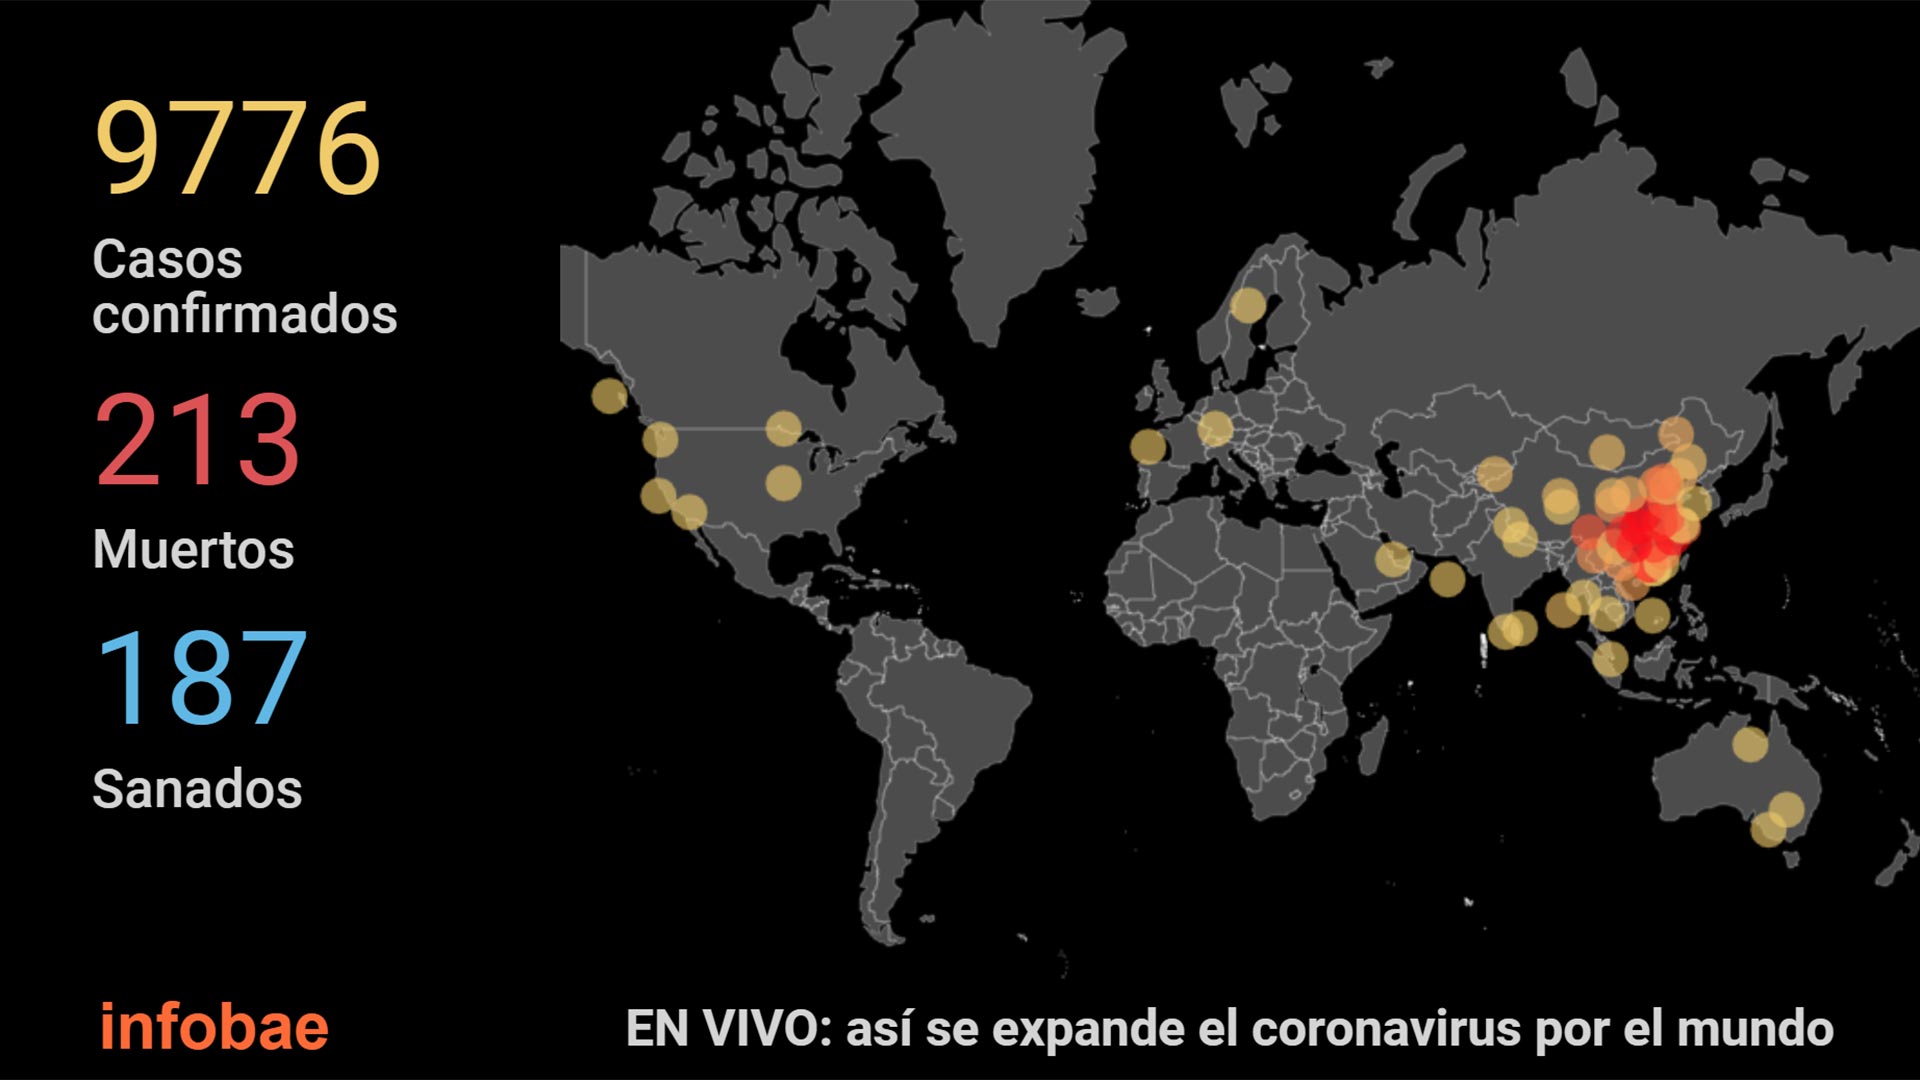 9776
Casos
confirmados
213
Muertos
187
Sanados
infobae
EN VIVO: así se expande el coronavirus por el mundo